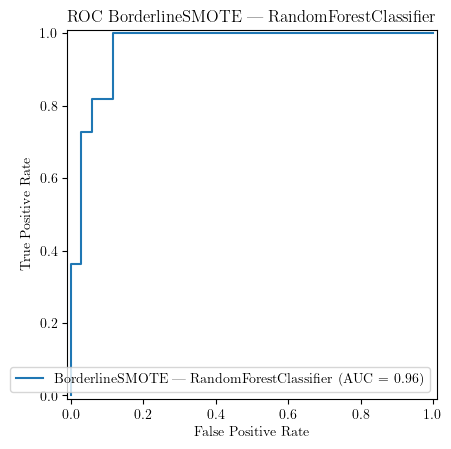 ROC BorderlineSMOTE — RandomForestClassifier
1.0
0.8
0.6
0.4
0.2
0.0
True Positive Rate
BorderlineSMOTE — RandomForestClassifier (AUC = 0.96)
0.0 0.2 0.4 0.6 0.8 1.0
False Positive Rate